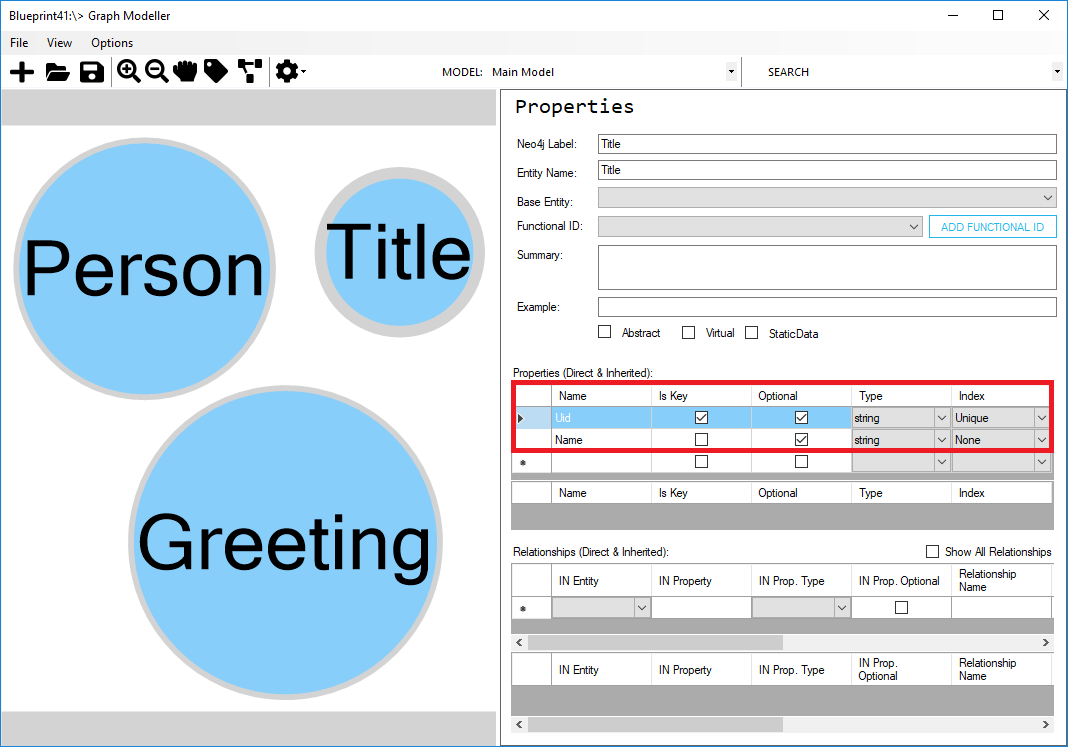 Blueprint41:\> Graph Modeller
File View Options
MODEL: Main Model SEARCH
Person
Title
Greeting
Properties
Neo4j Label: Title
Entity Name: Title
Base Entity:
Functional ID: ADD FUNCTIONAL ID
Summary:
Example:
Abstract Virtual StaticData
Properties (Direct & Inherited):
Name Is Key Optional Type Index
Uid string Unique
Name string None
Name Is Key Optional Type Index
Relationships (Direct & Inherited): Show All Relationships
IN Entity IN Property IN Prop. Type IN Prop. Optional Relationship
Name
IN Entity IN Property IN Prop. Type IN Prop. Relationship
Optional Name